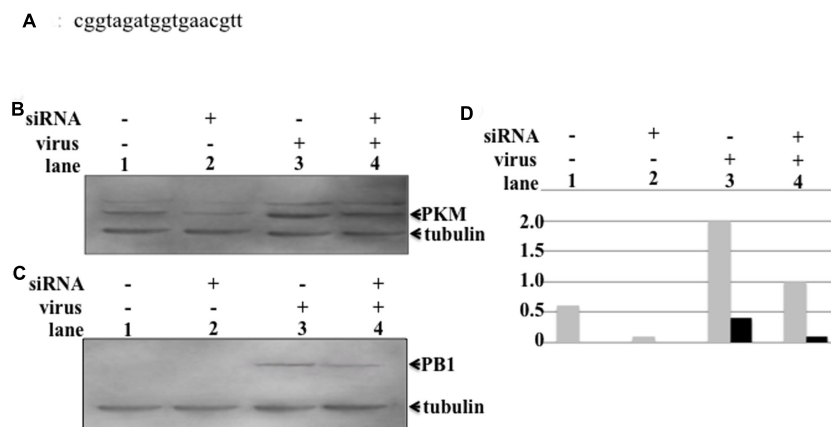 A : cggtagatggtgaacgtt
B
siRNA - + - +
virus - - + +
lane 1 2 3 4
PKM
tubulin
C
siRNA - + - +
virus - - + +
lane 1 2 3 4
PB1
tubulin
D
siRNA - + - +
virus - - + +
lane 1 2 3 4
2.0
1.5
1.0
0.5
0